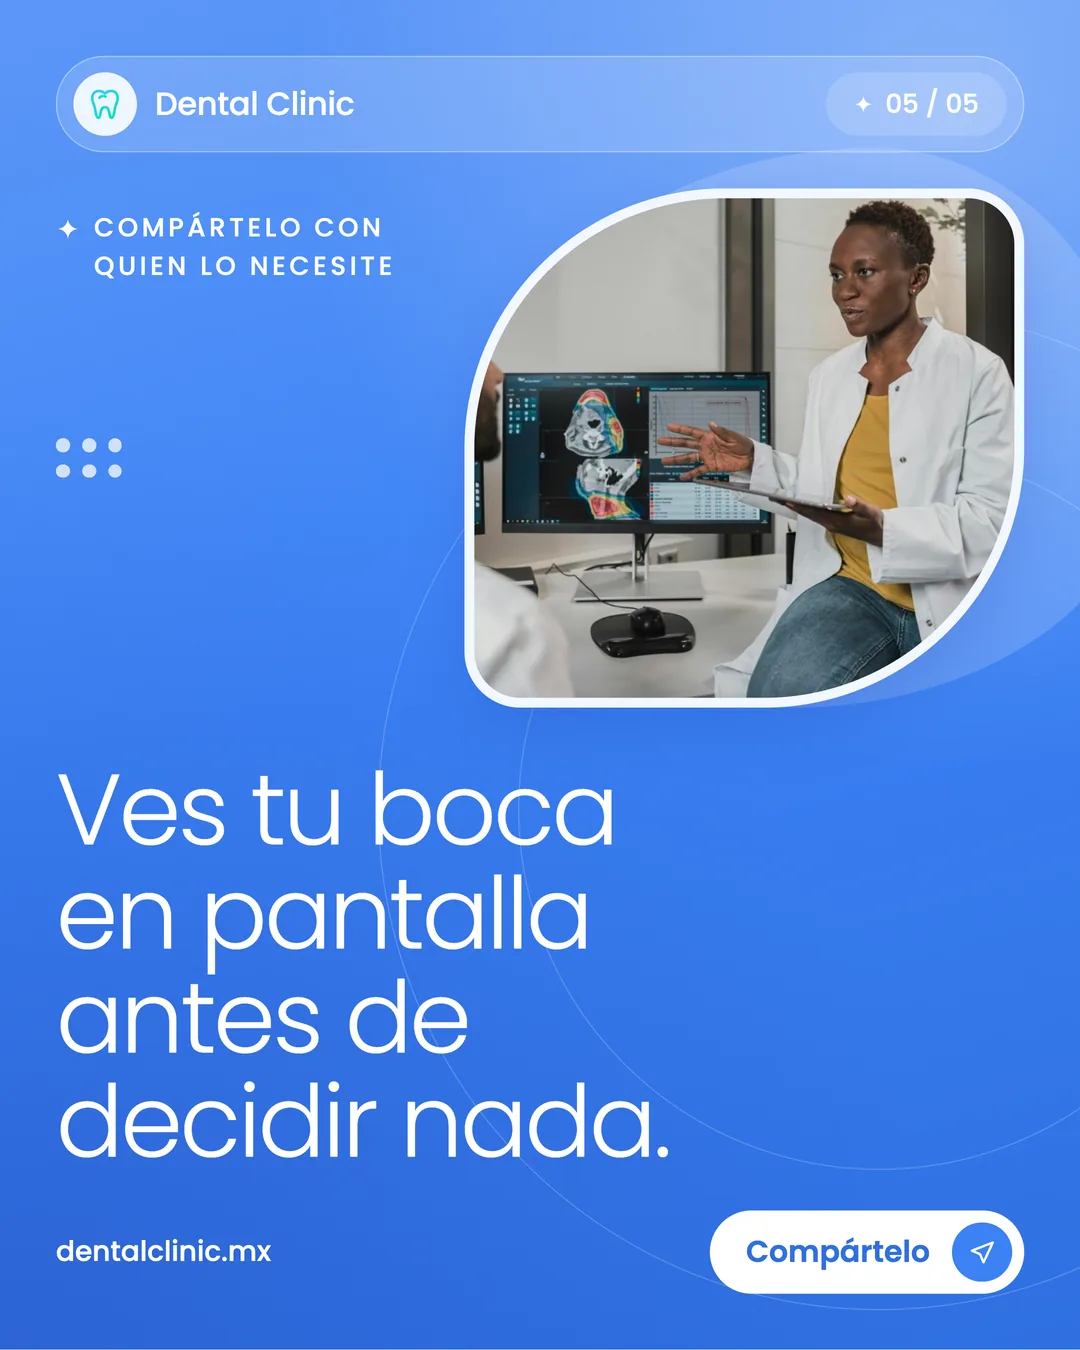 Dental Clinic
✦ 05 / 05
✦ COMPÁRTELO CON
QUIEN LO NECESITE
Ves tu boca
en pantalla
antes de
decidir nada.
dentalclinic.mx
Compártelo